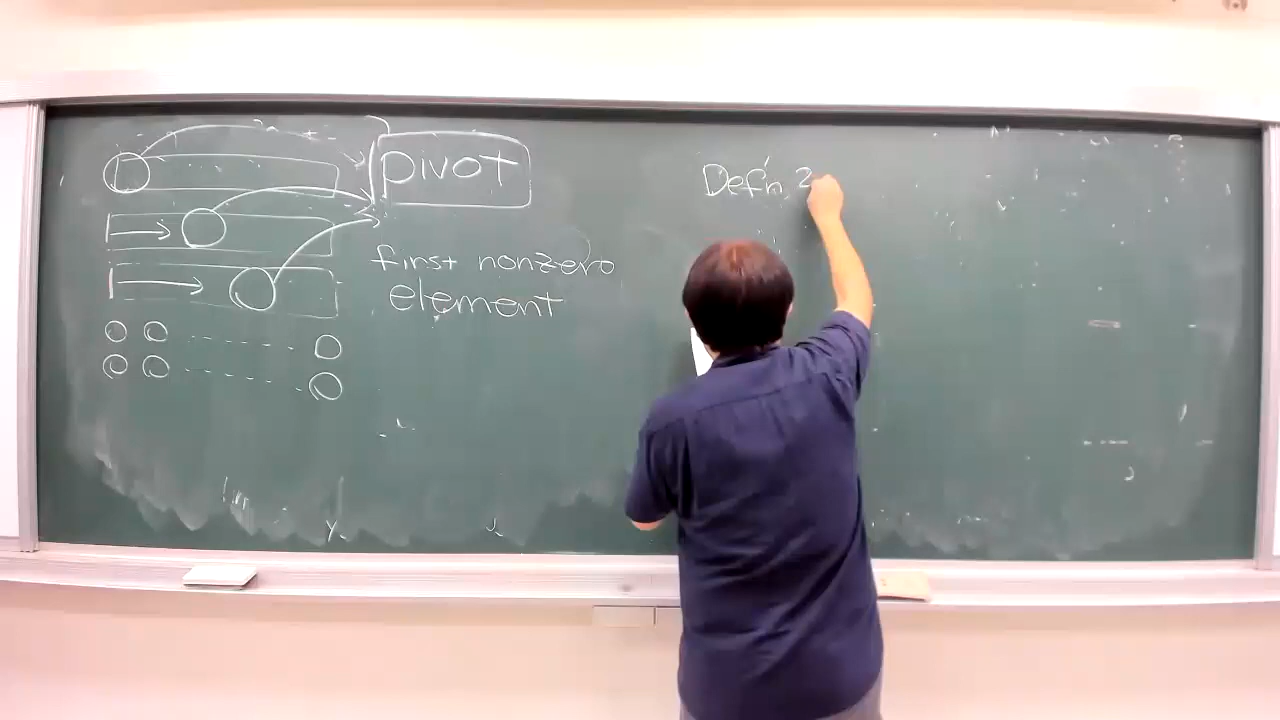 pivot
first nonzero
element
Def'n 2